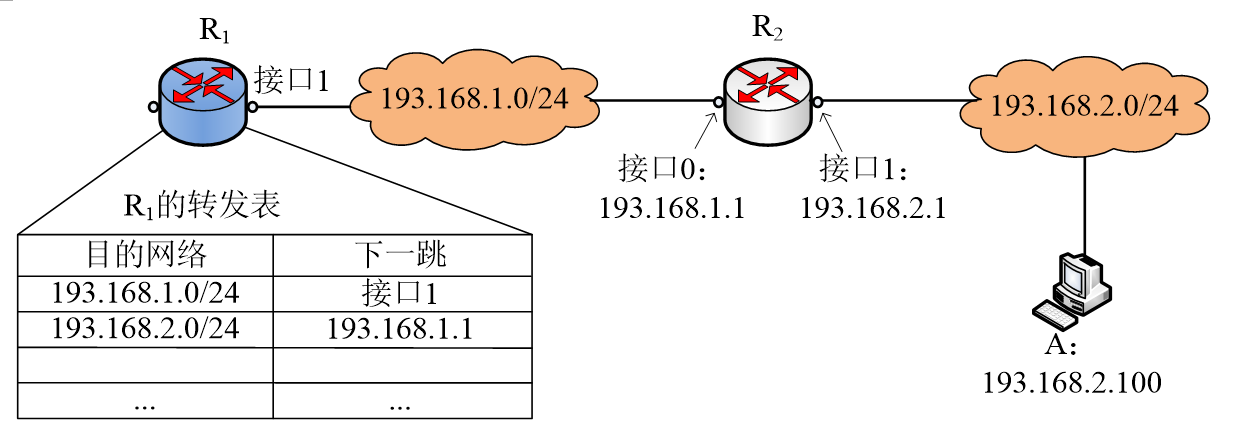 R1
R2
接口1
193.168.1.0/24
193.168.2.0/24
接口0：
193.168.1.1
接口1：
193.168.2.1
R1的转发表
目的网络 下一跳
193.168.1.0/24 接口1
193.168.2.0/24 193.168.1.1
... ...
A：
193.168.2.100